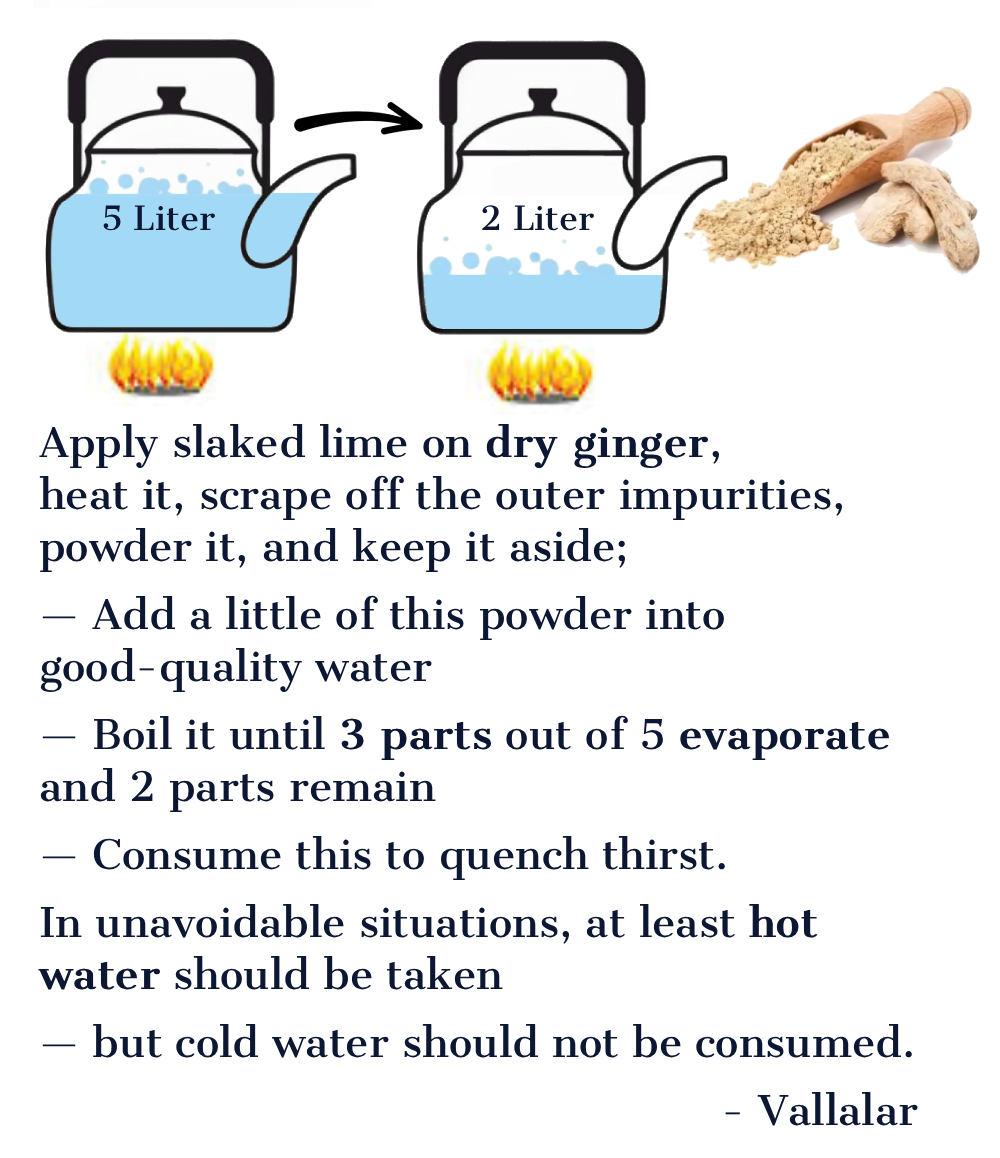 5 Liter
2 Liter
Apply slaked lime on dry ginger,
heat it, scrape off the outer impurities,
powder it, and keep it aside;
— Add a little of this powder into
good-quality water
— Boil it until 3 parts out of 5 evaporate
and 2 parts remain
— Consume this to quench thirst.
In unavoidable situations, at least hot
water should be taken
— but cold water should not be consumed.
- Vallalar